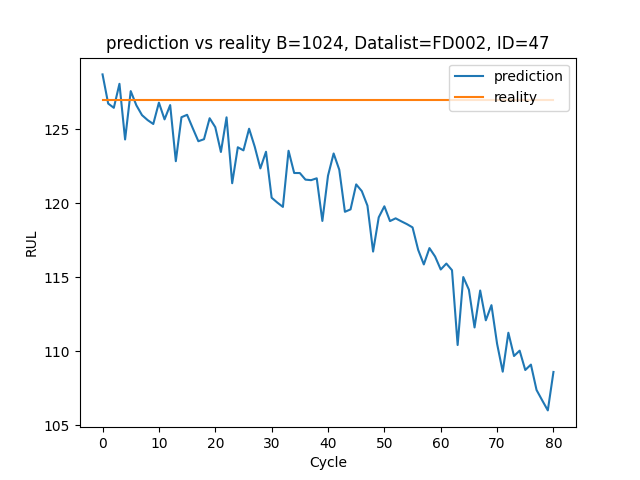 prediction vs reality B=1024, Datalist=FD002, ID=47
prediction
reality
RUL
125
120
115
110
105
0 10 20 30 40 50 60 70 80
Cycle